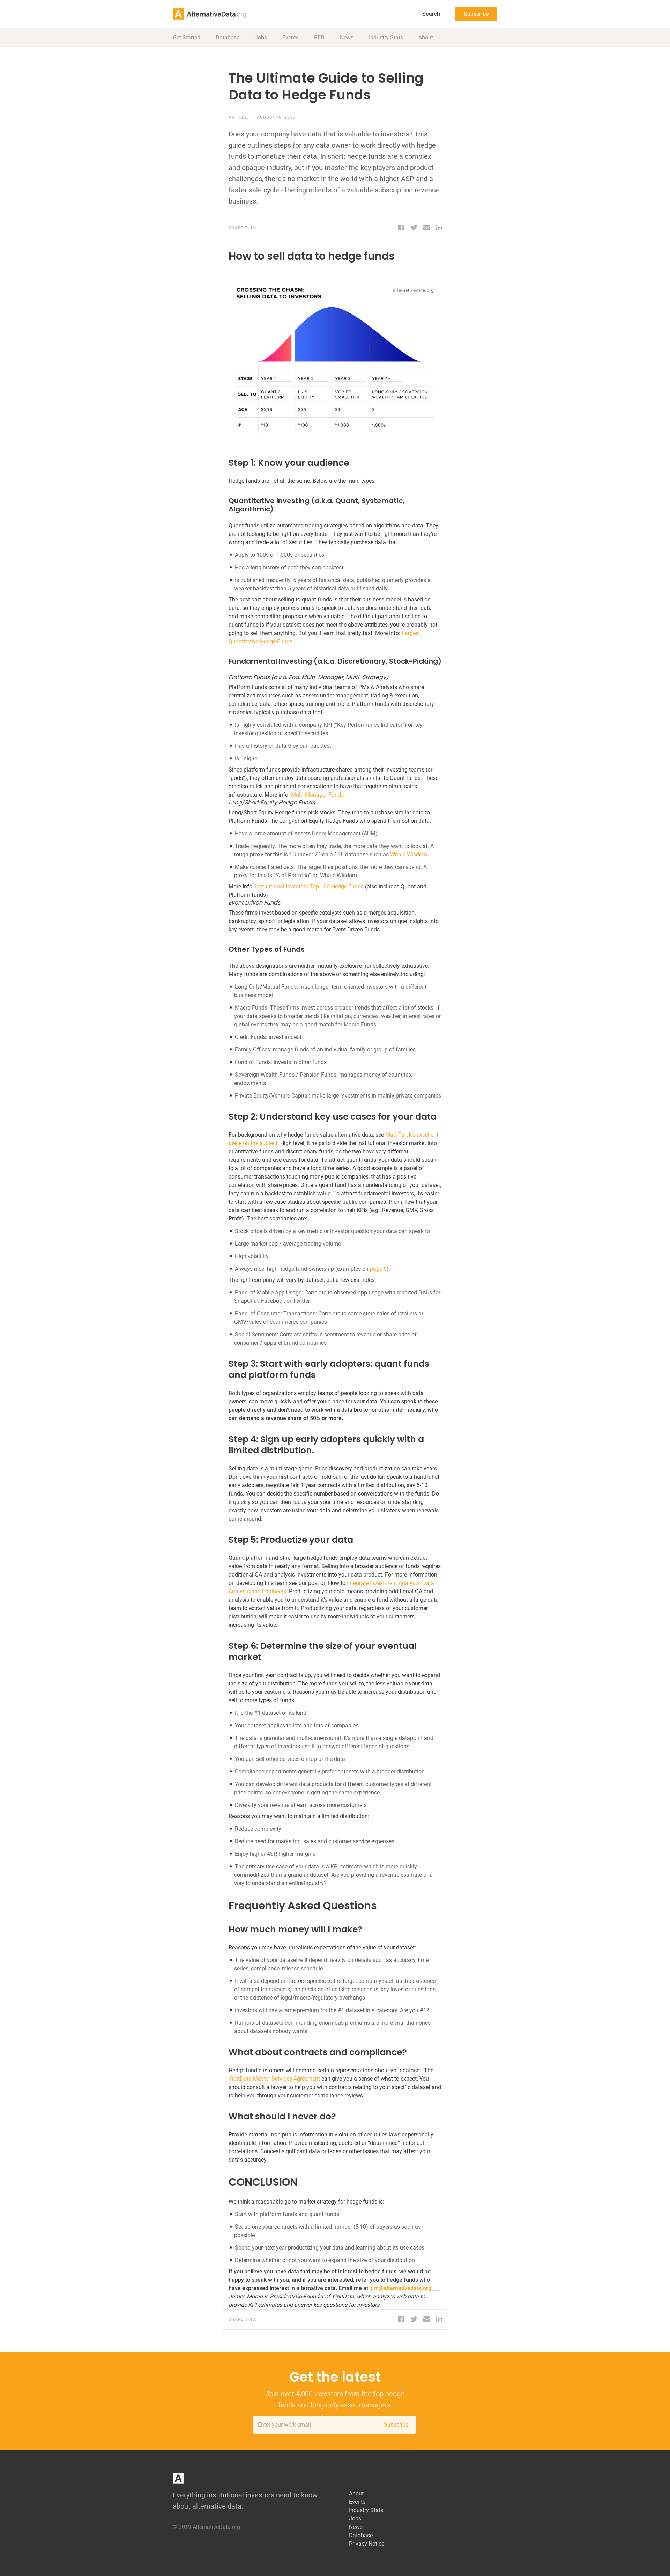 A AlternativeData.org
Search
Subscribe
Get Started
Database
Jobs
Events
RFD
News
Industry Stats
About
The Ultimate Guide to Selling
Data to Hedge Funds
ARTICLE | AUGUST 16, 2017
Does your company have data that is valuable to investors? This
guide outlines steps for any data owner to work directly with hedge
funds to monetize their data. In short: hedge funds are a complex
and opaque industry, but if you master the key players and product
challenges, there's no market in the world with a higher ASP and a
faster sale cycle - the ingredients of a valuable subscription revenue
business.
SHARE THIS:
How to sell data to hedge funds
CROSSING THE CHASM:
SELLING DATA TO INVESTORS
alternativedata.org
STAGE YEAR 1 YEAR 2 YEAR 3 YEAR 4+
SELL TO QUANT / PLATFORM L / S EQUITY VC / PE SMALL HFs LONG-ONLY / SOVEREIGN WEALTH / FAMILY OFFICE
ACV $$$$ $$$ $$ $
# ~10 ~100 ~1,000 1,000s
Step 1: Know your audience
Hedge funds are not all the same. Below are the main types.
Quantitative Investing (a.k.a. Quant, Systematic,
Algorithmic)
Quant funds utilize automated trading strategies based on algorithms and data. They
are not looking to be right on every trade. They just want to be right more than they're
wrong and trade a lot of securities. They typically purchase data that
• Apply to 100s or 1,000s of securities
• Has a long history of data they can backtest
• Is published frequently. 5 years of historical data, published quarterly provides a
weaker backtest than 5 years of historical data published daily
The best part about selling to quant funds is that their business model is based on
data, so they employ professionals to speak to data vendors, understand their data
and make compelling proposals when valuable. The difficult part about selling to
quant funds is if your dataset does not meet the above attributes, you're probably not
going to sell them anything. But you'll learn that pretty fast. More Info: Largest
Quantitative Hedge Funds
Fundamental Investing (a.k.a. Discretionary, Stock-Picking)
Platform Funds (a.k.a. Pod, Multi-Manager, Multi-Strategy)
Platform Funds consist of many individual teams of PMs & Analysts who share
centralized resources such as assets under management, trading & execution,
compliance, data, office space, training and more. Platform funds with discretionary
strategies typically purchase data that
• Is highly correlated with a company KPI ("Key Performance Indicator") or key
investor question of specific securities
• Has a history of data they can backtest
• Is unique
Since platform funds provide infrastructure shared among their investing teams (or
"pods"), they often employ data sourcing professionals similar to Quant funds. These
are also quick and pleasant conversations to have that require minimal sales
infrastructure. More info: Multi-Manager Funds
Long/Short Equity Hedge Funds
Long/Short Equity Hedge funds pick stocks. They tend to purchase similar data to
Platform Funds The Long/Short Equity Hedge Funds who spend the most on data:
• Have a large amount of Assets Under Management (AUM)
• Trade frequently. The more often they trade, the more data they want to look at. A
rough proxy for this is "Turnover %" on a 13F database such as Whale Wisdom
• Make concentrated bets. The larger their positions, the more they can spend. A
proxy for this is "% of Portfolio" on Whale Wisdom
More Info: Institutional Investors Top 100 Hedge Funds (also includes Quant and
Platform funds)
Event Driven Funds
These firms invest based on specific catalysts such as a merger, acquisition,
bankruptcy, spinoff or legislation. If your dataset allows investors unique insights into
key events, they may be a good match for Event Driven Funds.
Other Types of Funds
The above designations are neither mutually exclusive nor collectively exhaustive.
Many funds are combinations of the above or something else entirely, including:
• Long Only/Mutual Funds: much longer term oriented investors with a different
business model
• Macro Funds: These firms invest across broader trends that affect a lot of stocks. If
your data speaks to broader trends like inflation, currencies, weather, interest rates or
global events they may be a good match for Macro Funds.
• Credit Funds: invest in debt
• Family Offices: manage funds of an individual family or group of families
• Fund of Funds: invests in other funds
• Sovereign Wealth Funds / Pension Funds: manages money of countries,
endowments
• Private Equity/Venture Capital: make large investments in mainly private companies
Step 2: Understand key use cases for your data
For background on why hedge funds value alternative data, see Matt Turck's excellent
piece on the subject. High level, it helps to divide the institutional investor market into
quantitative funds and discretionary funds, as the two have very different
requirements and use cases for data. To attract quant funds, your data should speak
to a lot of companies and have a long time series. A good example is a panel of
consumer transactions touching many public companies, that has a positive
correlation with share prices. Once a quant fund has an understanding of your dataset,
they can run a backtest to establish value. To attract fundamental investors, it's easier
to start with a few case studies about specific public companies. Pick a few that your
data can best speak to and run a correlation to their KPIs (e.g., Revenue, GMV, Gross
Profit). The best companies are:
• Stock price is driven by a key metric or investor question your data can speak to
• Large market cap / average trading volume
• High volatility
• Always nice: high hedge fund ownership (examples on page 5)
The right company will vary by dataset, but a few examples:
• Panel of Mobile App Usage: Correlate to observed app usage with reported DAUs for
SnapChat, Facebook or Twitter
• Panel of Consumer Transactions: Correlate to same store sales of retailers or
GMV/sales of ecommerce companies
• Social Sentiment: Correlate shifts in sentiment to revenue or share price of
consumer / apparel brand companies
Step 3: Start with early adopters: quant funds
and platform funds
Both types of organizations employ teams of people looking to speak with data
owners, can move quickly and offer you a price for your data. You can speak to these
people directly and don't need to work with a data broker or other intermediary, who
can demand a revenue share of 50% or more.
Step 4: Sign up early adopters quickly with a
limited distribution.
Selling data is a multi-stage game. Price discovery and productization can take years.
Don't overthink your first contracts or hold out for the last dollar. Speak to a handful of
early adopters, negotiate fair, 1 year contracts with a limited distribution, say 5-10
funds. You can decide the specific number based on conversations with the funds. Do
it quickly so you can then focus your time and resources on understanding
exactly how investors are using your data and determine your strategy when renewals
come around.
Step 5: Productize your data
Quant, platform and other large hedge funds employ data teams who can extract
value from data in nearly any format. Selling into a broader audience of funds requires
additional QA and analysis investments into your data product. For more information
on developing this team see our post on How to Integrate Investment Analysts, Data
Analysts and Engineers. Productizing your data means providing additional QA and
analysis to enable you to understand it's value and enable a fund without a large data
team to extract value from it. Productizing your data, regardless of your customer
distribution, will make it easier to use by more individuals at your customers,
increasing its value.
Step 6: Determine the size of your eventual
market
Once your first year contract is up, you will need to decide whether you want to expand
the size of your distribution. The more funds you sell to, the less valuable your data
will be to your customers. Reasons you may be able to increase your distribution and
sell to more types of funds:
• It is the #1 dataset of its kind
• Your dataset applies to lots and lots of companies
• The data is granular and multi-dimensional. It's more than a single datapoint and
different types of investors use it to answer different types of questions
• You can sell other services on top of the data
• Compliance departments generally prefer datasets with a broader distribution
• You can develop different data products for different customer types at different
price points, so not everyone is getting the same experience
• Diversify your revenue stream across more customers
Reasons you may want to maintain a limited distribution:
• Reduce complexity
• Reduce need for marketing, sales and customer service expenses
• Enjoy higher ASP, higher margins
• The primary use case of your data is a KPI estimate, which is more quickly
commoditized than a granular dataset. Are you providing a revenue estimate or a
way to understand an entire industry?
Frequently Asked Questions
How much money will I make?
Reasons you may have unrealistic expectations of the value of your dataset:
• The value of your dataset will depend heavily on details such as accuracy, time
series, compliance, release schedule
• It will also depend on factors specific to the target company such as the existence
of competitor datasets, the precision of sellside consensus, key investor questions,
or the existence of legal/macro/regulatory overhangs
• Investors will pay a large premium for the #1 dataset in a category. Are you #1?
• Rumors of datasets commanding enormous premiums are more viral than ones
about datasets nobody wants
What about contracts and compliance?
Hedge fund customers will demand certain representations about your dataset. The
YipitData Master Services Agreement can give you a sense of what to expect. You
should consult a lawyer to help you with contracts relating to your specific dataset and
to help you through your customer compliance reviews.
What should I never do?
Provide material, non-public information in violation of securities laws or personally
identifiable information. Provide misleading, doctored or "data-mined" historical
correlations. Conceal significant data outages or other issues that may affect your
data's accuracy.
CONCLUSION
We think a reasonable go-to-market strategy for hedge funds is:
• Start with platform funds and quant funds
• Set up one year contracts with a limited number (5-10) of buyers as soon as
possible
• Spend your next year productizing your data and learning about its use cases
• Determine whether or not you want to expand the size of your distribution
If you believe you have data that may be of interest to hedge funds, we would be
happy to speak with you, and if you are interested, refer you to hedge funds who
have expressed interest in alternative data. Email me at: jim@alternativedata.org ___
James Moran is President/Co-Founder of YipitData, which analyzes web data to
provide KPI estimates and answer key questions for investors.
SHARE THIS:
Get the latest
Join over 4,000 investors from the top hedge
funds and long-only asset managers.
Enter your work email
Subscribe
A
Everything institutional investors need to know
about alternative data.
© 2019 AlternativeData.org
About
Events
Industry Stats
Jobs
News
Database
Privacy Notice